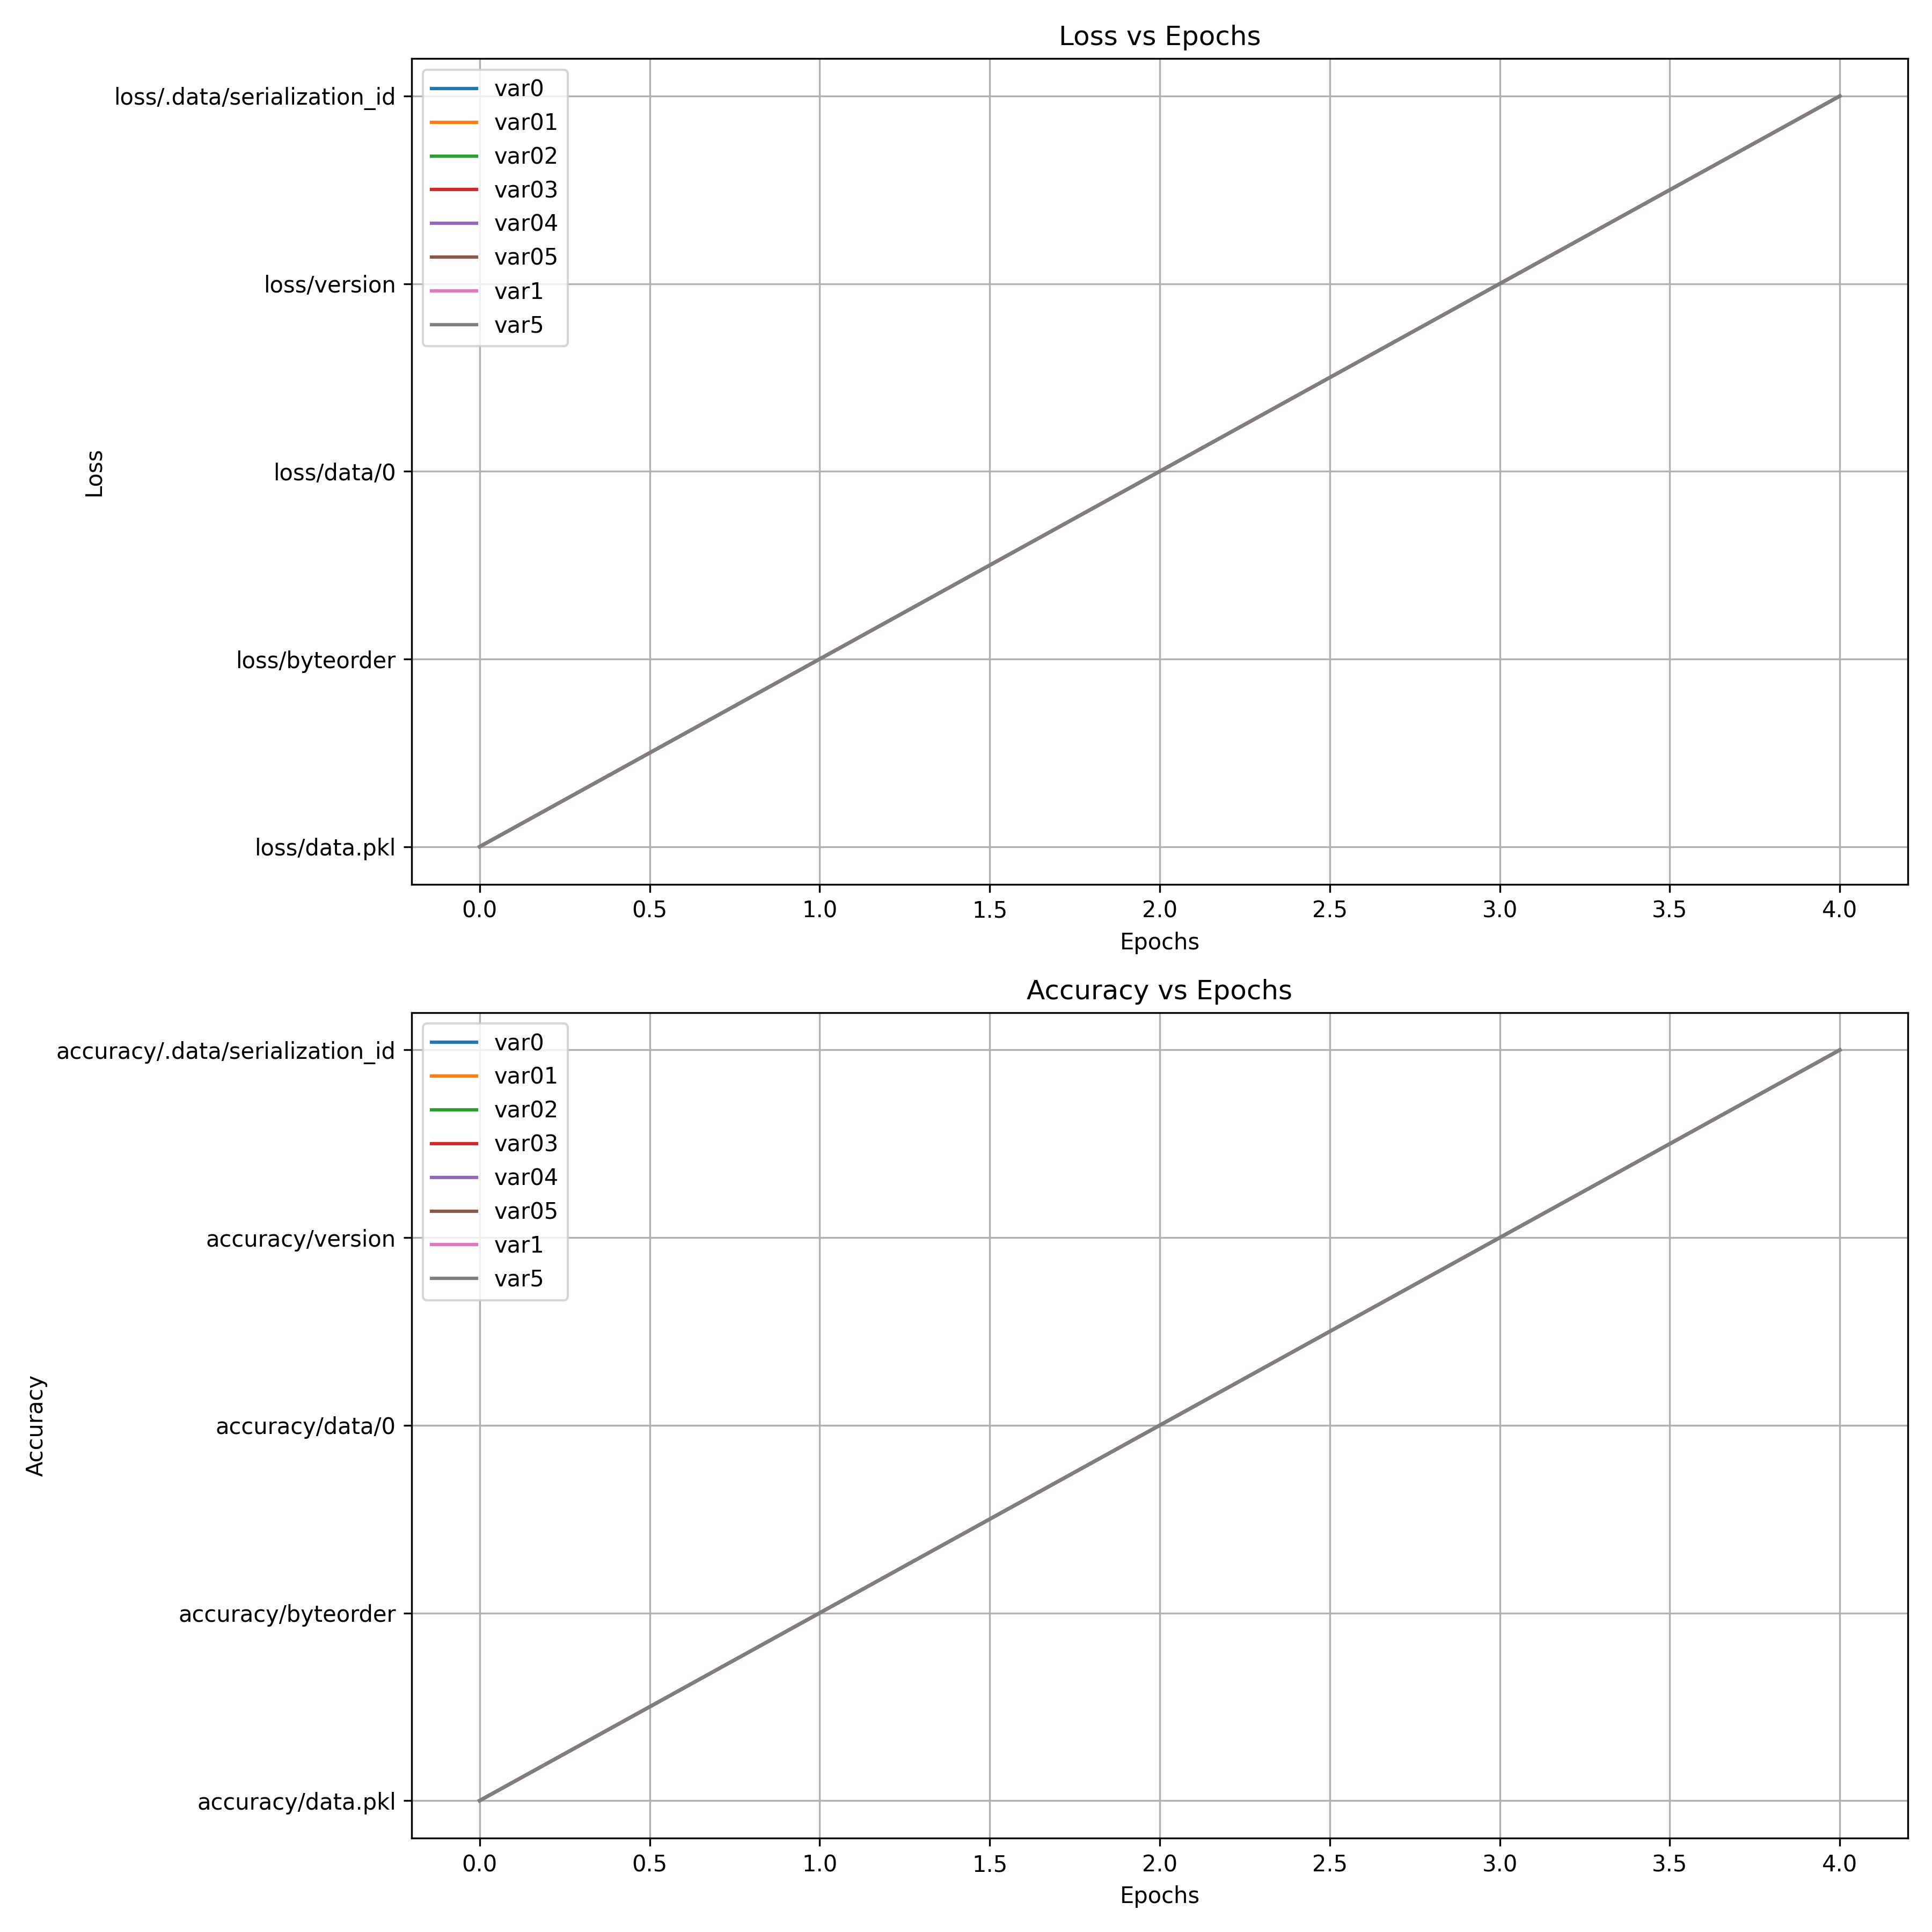 Loss vs Epochs
loss/.data/serialization_id
loss/version
loss/data/0
loss/byteorder
loss/data.pkl
Loss
var0
var01
var02
var03
var04
var05
var1
var5
0.0 0.5 1.0 1.5 2.0 2.5 3.0 3.5 4.0
Epochs
Accuracy vs Epochs
accuracy/.data/serialization_id
accuracy/version
accuracy/data/0
accuracy/byteorder
accuracy/data.pkl
Accuracy
var0
var01
var02
var03
var04
var05
var1
var5
0.0 0.5 1.0 1.5 2.0 2.5 3.0 3.5 4.0
Epochs